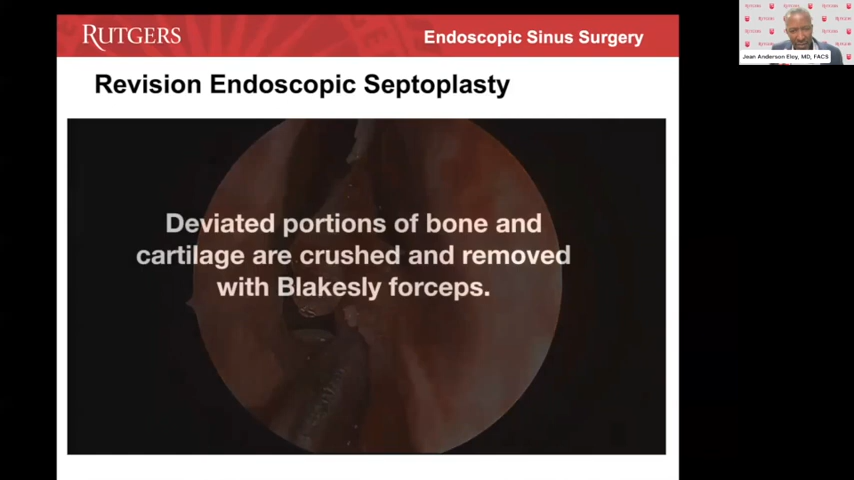 RUTGERS
Endoscopic Sinus Surgery
Revision Endoscopic Septoplasty
Deviated portions of bone and
cartilage are crushed and removed
with Blakesly forceps.
Jean Anderson Eloy, MD, FACS